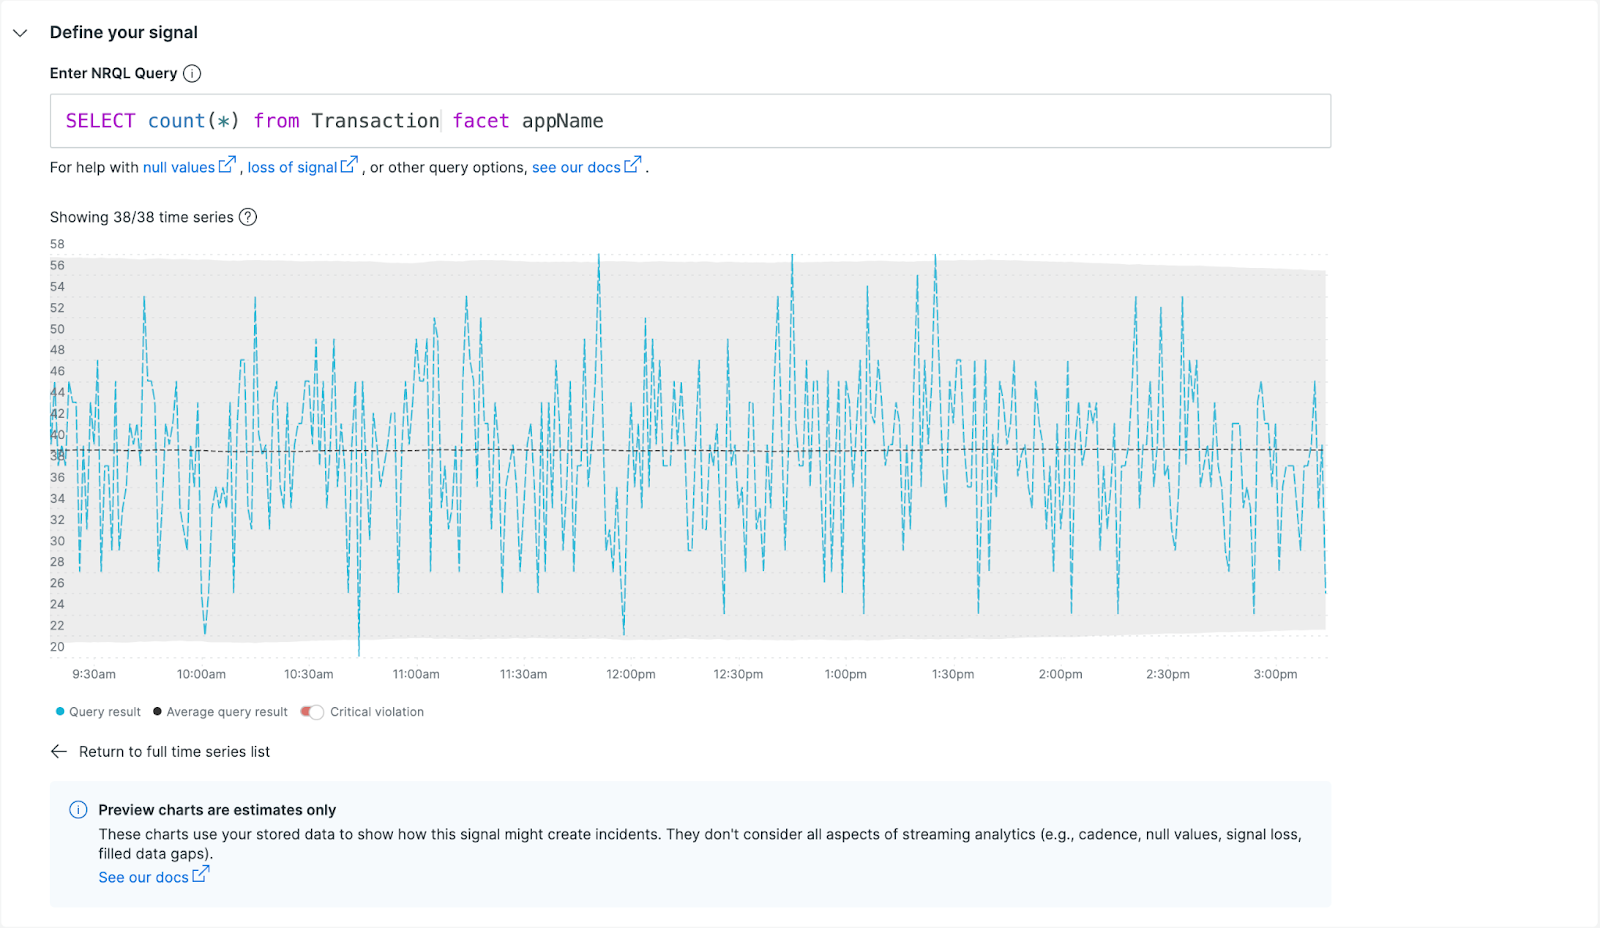 Define your signal
Enter NRQL Query
SELECT count(*) from Transaction facet appName
For help with null values , loss of signal , or other query options, see our docs .
Showing 38/38 time series
58
56
54
52
50
48
46
44
42
40
38
36
34
32
30
28
26
24
22
20
9:30am 10:00am 10:30am 11:00am 11:30am 12:00pm 12:30pm 1:00pm 1:30pm 2:00pm 2:30pm 3:00pm
Query result Average query result Critical violation
Return to full time series list
Preview charts are estimates only
These charts use your stored data to show how this signal might create incidents. They don't consider all aspects of streaming analytics (e.g., cadence, null values, signal loss,
filled data gaps).
See our docs